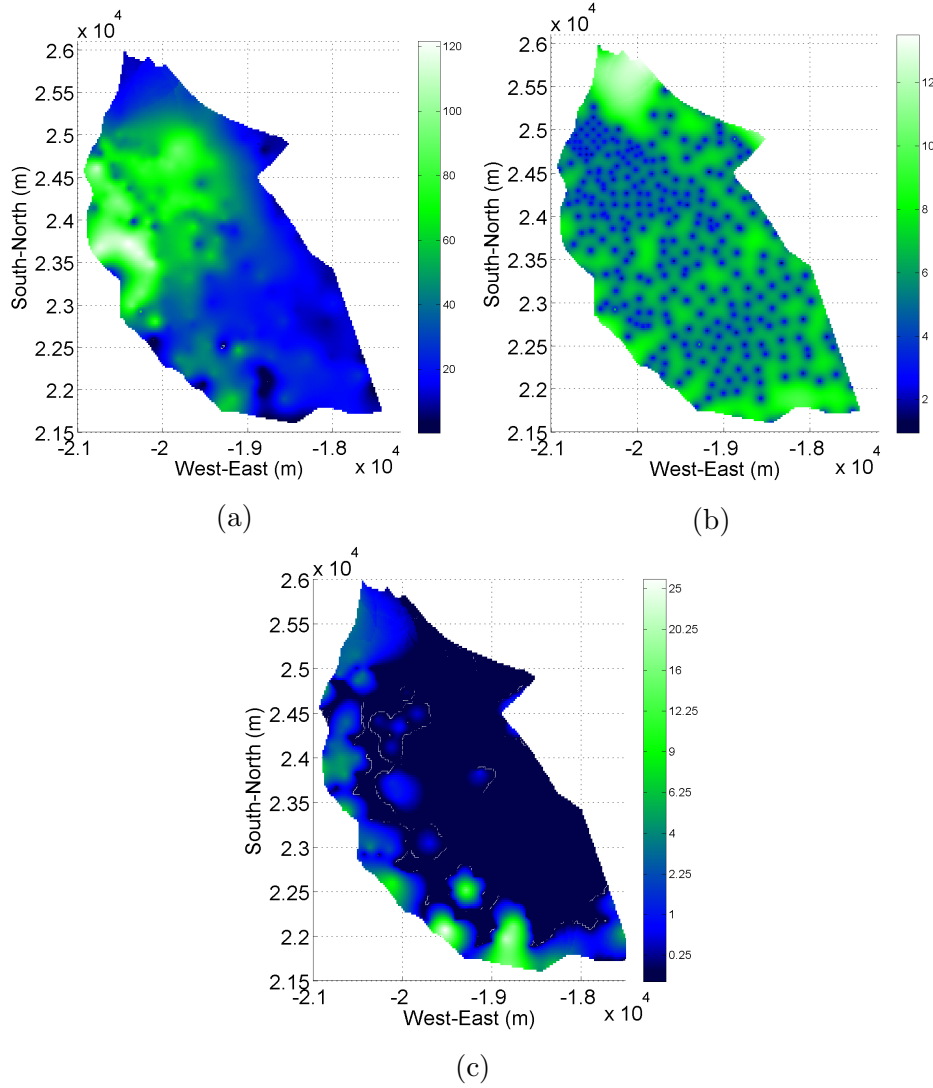 x 10 4
2.6
2.55
2.5
2.45
2.4
2.35
2.3
2.25
2.2
2.15
South-North (m)
-2.1 -2 -1.9 -1.8
West-East (m)
x 10 4
120
100
80
60
40
20
(a)
x 10 4
2.6
2.55
2.5
2.45
2.4
2.35
2.3
2.25
2.2
2.15
South-North (m)
-2.1 -2 -1.9 -1.8
West-East (m)
x 10 4
12
10
8
6
4
2
(b)
x 10 4
2.6
2.55
2.5
2.45
2.4
2.35
2.3
2.25
2.2
2.15
South-North (m)
-2.1 -2 -1.9 -1.8
West-East (m)
x 10 4
25
20.25
16
12.25
9
6.25
4
2.25
1
0.25
(c)